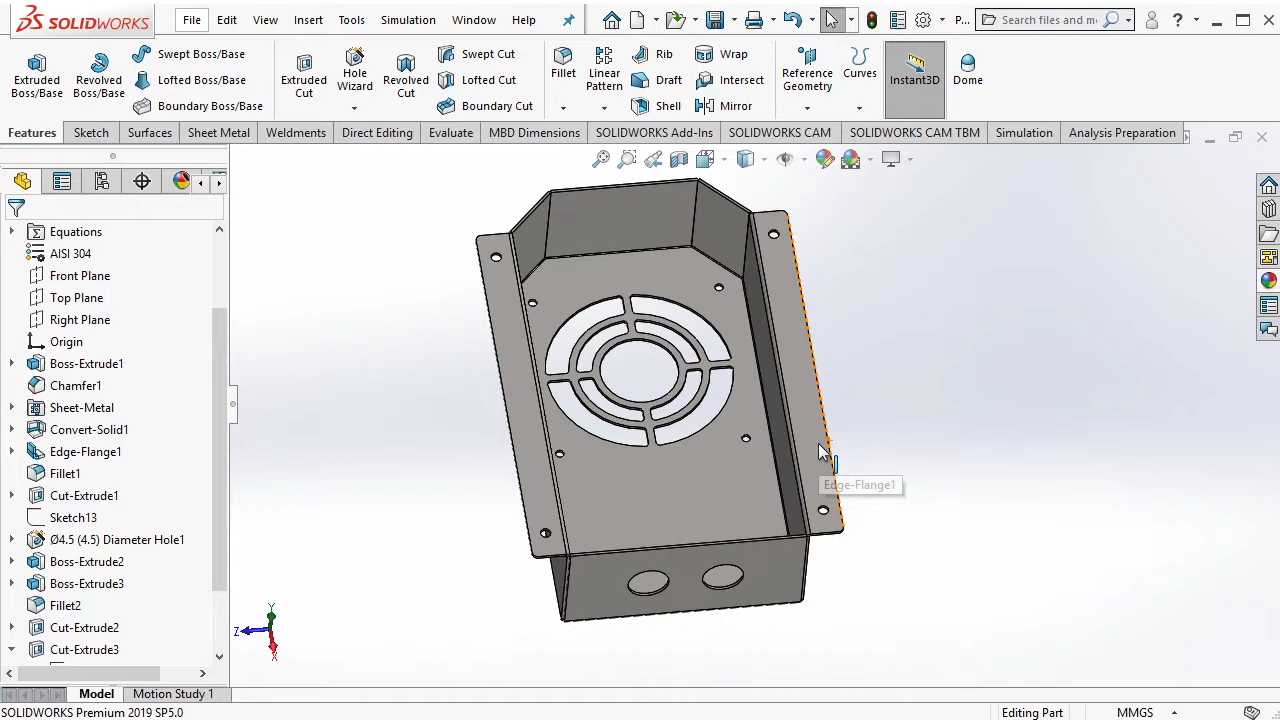 SOLIDWORKS
File Edit View Insert Tools Simulation Window Help
P...
Search files and m
?
Extruded Boss/Base
Revolved Boss/Base
Swept Boss/Base
Lofted Boss/Base
Boundary Boss/Base
Extruded Cut
Hole Wizard
Revolved Cut
Swept Cut
Lofted Cut
Boundary Cut
Fillet
Linear Pattern
Rib
Draft
Shell
Wrap
Intersect
Mirror
Reference Geometry
Curves
Instant3D
Dome
Features Sketch Surfaces Sheet Metal Weldments Direct Editing Evaluate MBD Dimensions SOLIDWORKS Add-Ins SOLIDWORKS CAM SOLIDWORKS CAM TBM Simulation Analysis Preparation
Equations
AISI 304
Front Plane
Top Plane
Right Plane
Origin
Boss-Extrude1
Chamfer1
Sheet-Metal
Convert-Solid1
Edge-Flange1
Fillet1
Cut-Extrude1
Sketch13
Ø4.5 (4.5) Diameter Hole1
Boss-Extrude2
Boss-Extrude3
Fillet2
Cut-Extrude2
Cut-Extrude3
Edge-Flange1
Y
Z
X
Model Motion Study 1
SOLIDWORKS Premium 2019 SP5.0
Editing Part
MMGS